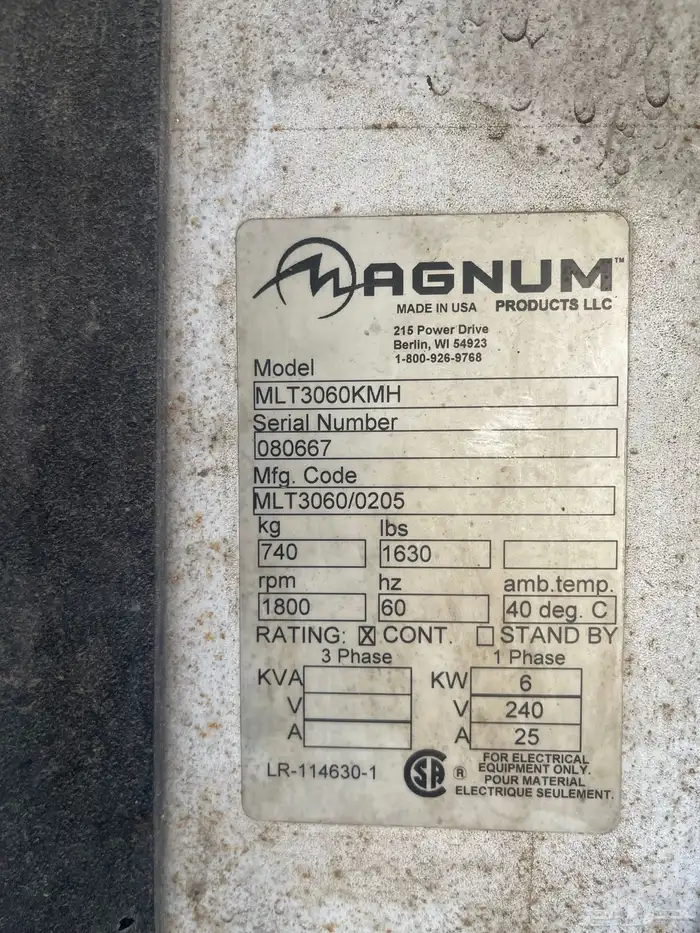 MAGNUM™
MADE IN USA PRODUCTS LLC
215 Power Drive
Berlin, WI 54923
1-800-926-9768
Model
MLT3060KMH
Serial Number
080667
Mfg. Code
MLT3060/0205
kg lbs
740 1630
rpm hz amb.temp.
1800 60 40 deg. C
RATING: ☒ CONT. ☐ STAND BY
3 Phase 1 Phase
KVA KW 6
V V 240
A A 25
LR-114630-1 SA ® FOR ELECTRICAL
EQUIPMENT ONLY.
POUR MATERIAL
ELECTRIQUE SEULEMENT.